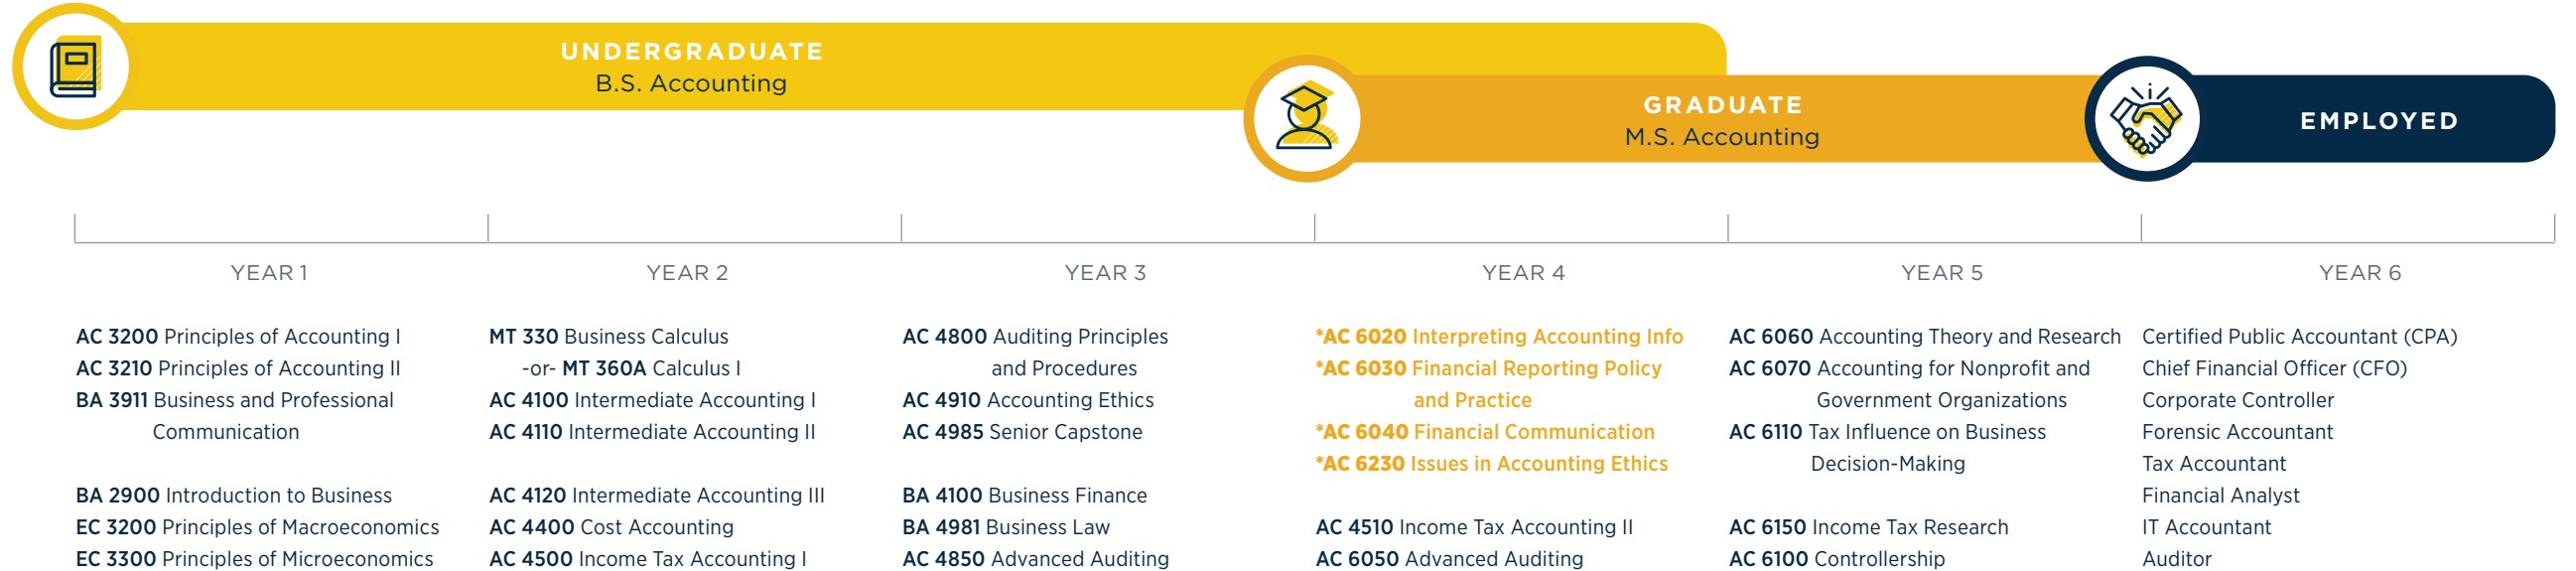 UNDERGRADUATE
B.S. Accounting
GRADUATE
M.S. Accounting
EMPLOYED
YEAR 1
YEAR 2
YEAR 3
YEAR 4
YEAR 5
YEAR 6
AC 3200 Principles of Accounting I
AC 3210 Principles of Accounting II
BA 3911 Business and Professional
Communication
BA 2900 Introduction to Business
EC 3200 Principles of Macroeconomics
EC 3300 Principles of Microeconomics
MT 330 Business Calculus
-or- MT 360A Calculus I
AC 4100 Intermediate Accounting I
AC 4110 Intermediate Accounting II
AC 4120 Intermediate Accounting III
AC 4400 Cost Accounting
AC 4500 Income Tax Accounting I
AC 4800 Auditing Principles
and Procedures
AC 4910 Accounting Ethics
AC 4985 Senior Capstone
BA 4100 Business Finance
BA 4981 Business Law
AC 4850 Advanced Auditing
*AC 6020 Interpreting Accounting Info
*AC 6030 Financial Reporting Policy
and Practice
*AC 6040 Financial Communication
*AC 6230 Issues in Accounting Ethics
AC 4510 Income Tax Accounting II
AC 6050 Advanced Auditing
AC 6060 Accounting Theory and Research
AC 6070 Accounting for Nonprofit and
Government Organizations
AC 6110 Tax Influence on Business
Decision-Making
AC 6150 Income Tax Research
AC 6100 Controllership
Certified Public Accountant (CPA)
Chief Financial Officer (CFO)
Corporate Controller
Forensic Accountant
Tax Accountant
Financial Analyst
IT Accountant
Auditor